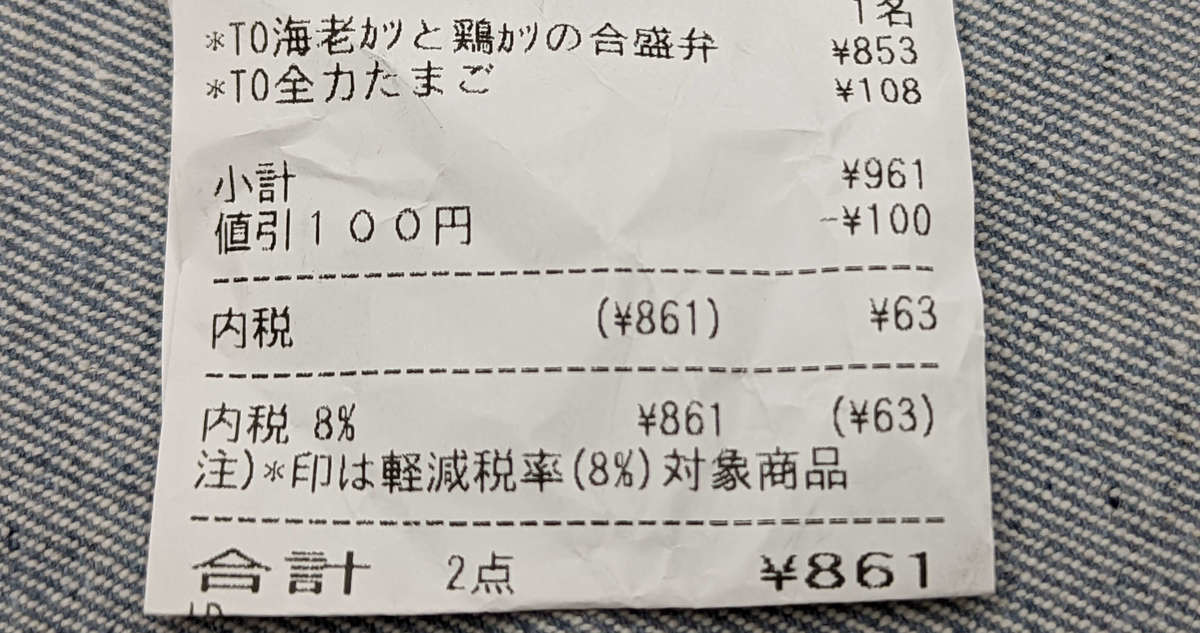 1名
*TO海老ｶﾂと鶏ｶﾂの合盛弁 ¥853
*TO全力たまご ¥108
小計 ¥961
値引１００円 -¥100
内税 (¥861) ¥63
内税 8% ¥861 (¥63)
注)*印は軽減税率(8%)対象商品
合計 2点 ¥861